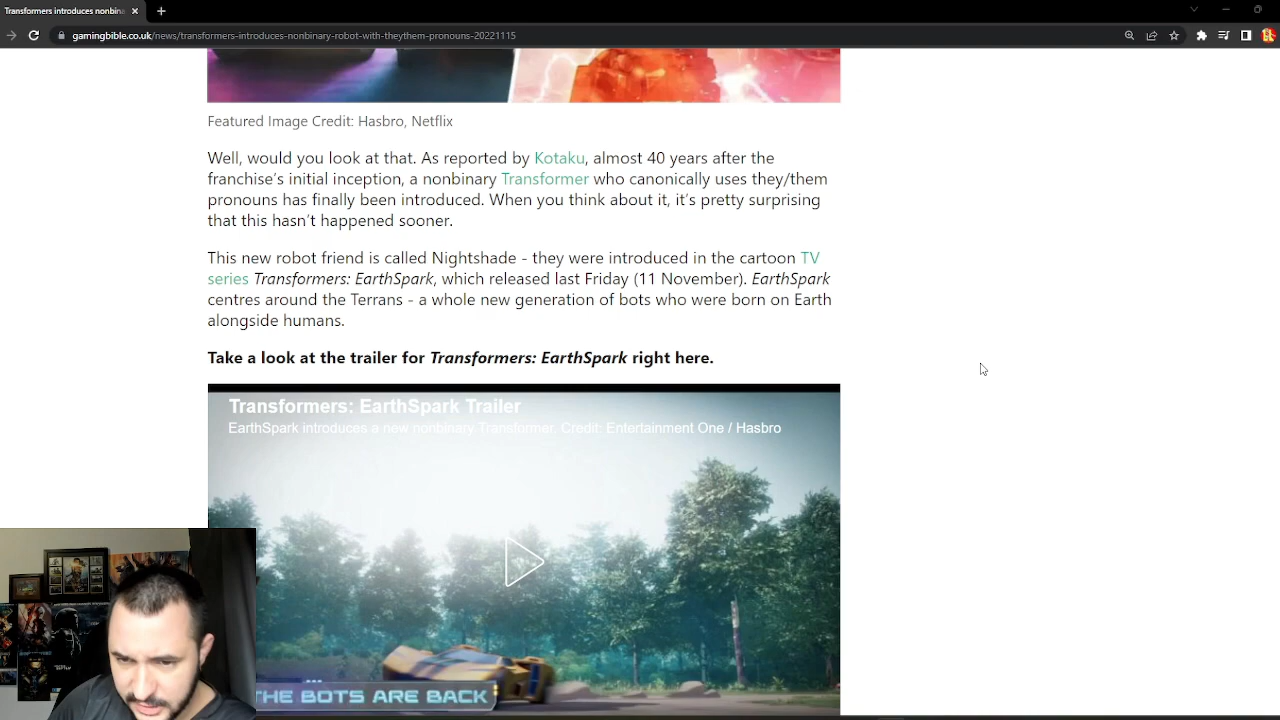 Transformers introduces nonbin
gamingbible.co.uk/news/transformers-introduces-nonbinary-robot-with-theythem-pronouns-20221115
Featured Image Credit: Hasbro, Netflix
Well, would you look at that. As reported by Kotaku, almost 40 years after the
franchise’s initial inception, a nonbinary Transformer who canonically uses they/them
pronouns has finally been introduced. When you think about it, it’s pretty surprising
that this hasn’t happened sooner.
This new robot friend is called Nightshade - they were introduced in the cartoon TV
series Transformers: EarthSpark, which released last Friday (11 November). EarthSpark
centres around the Terrans - a whole new generation of bots who were born on Earth
alongside humans.
Take a look at the trailer for Transformers: EarthSpark right here.
Transformers: EarthSpark Trailer
EarthSpark introduces a new nonbinary Transformer. Credit: Entertainment One / Hasbro
THE BOTS ARE BACK